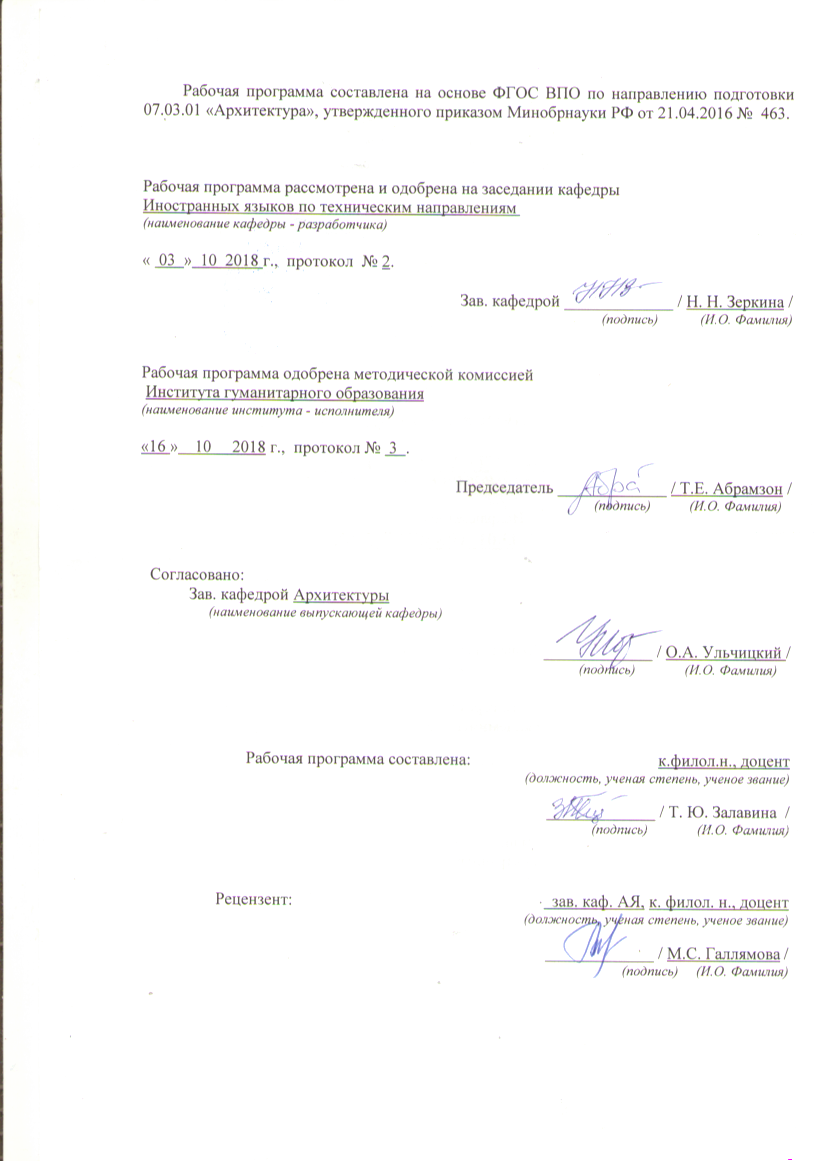 Рабочая программа составлена на основе ФГОС ВПО по направлению подготовки
07.03.01 «Архитектура», утвержденного приказом Минобрнауки РФ от 21.04.2016 № 463.
Рабочая программа рассмотрена и одобрена на заседании кафедры
Иностранных языков по техническим направлениям
(наименование кафедры - разработчика)
« 03 » 10 2018 г., протокол № 2.
Зав. кафедрой _____________ / Н. Н. Зеркина /
(подпись) (И.О. Фамилия)
Рабочая программа одобрена методической комиссией
Института гуманитарного образования
(наименование института - исполнителя)
«16 » 10 2018 г., протокол № 3 .
Председатель _____________ / Т.Е. Абрамзон /
(подпись) (И.О. Фамилия)
Согласовано:
Зав. кафедрой Архитектуры
(наименование выпускающей кафедры)
_____________ / О.А. Ульчицкий /
(подпись) (И.О. Фамилия)
Рабочая программа составлена: к.филол.н., доцент
(должность, ученая степень, ученое звание)
_____________ / Т. Ю. Залавина /
(подпись) (И.О. Фамилия)
Рецензент: зав. каф. АЯ, к. филол. н., доцент
(должность, ученая степень, ученое звание)
_____________ / М.С. Галлямова /
(подпись) (И.О. Фамилия)